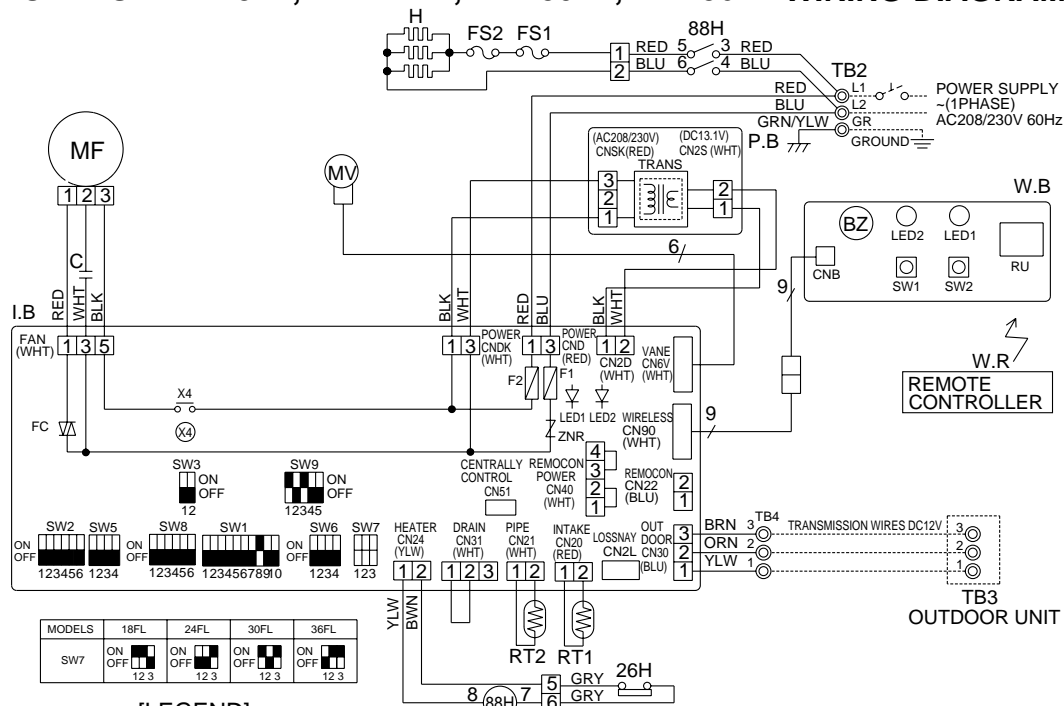 WIRING DIAGRAM
H
FS2 FS1
88H
1 RED 5 3 RED
2 BLU 6 4 BLU
TB2
RED L1
BLU L2
GRN/YLW GR
POWER SUPPLY
~(1PHASE)
AC208/230V 60Hz
GROUND
P.B
(AC208/230V) (DC13.1V)
CNSK(RED) CN2S (WHT)
TRANS
3
2
1
2
1
MF
1 2 3
MV
6
W.B
BZ
LED2 LED1
CNB
SW1 SW2
RU
9
W.R
REMOTE
CONTROLLER
C
RED
WHT
BLK
BLK
WHT
RED
BLU
BLK
WHT
I.B
FAN
(WHT)
1 3 5
1 3
POWER
CNDK
(WHT)
1 3
POWER
CND
(RED)
1 2
CN2D
(WHT)
VANE
CN6V
(WHT)
F2 F1
LED1 LED2
ZNR
X4
X4
FC
WIRELESS
CN90
(WHT)
9
SW3
ON
OFF
12
SW9
ON
OFF
12345
CENTRALLY
CONTROL
CN51
REMOCON
POWER
CN40
(WHT)
4
3
2
1
REMOCON
CN22
(BLU)
2
1
SW2
ON
OFF
123456
SW5
1234
SW8
ON
OFF
123456
SW1
12345678910
SW6
ON
OFF
1234
SW7
123
HEATER
CN24
(YLW)
1 2
DRAIN
CN31
(WHT)
1 2 3
PIPE
CN21
(WHT)
1 2
INTAKE
CN20
(RED)
1 2
LOSSNAY
CN2L
OUT
DOOR
CN30
(BLU)
3
2
1
BRN 3 TB4
ORN 2
YLW 1
TRANSMISSION WIRES DC12V
3
2
1
TB3
OUTDOOR UNIT
YLW
BWN
RT2 RT1
MODELS 18FL 24FL 30FL 36FL
SW7
ON
OFF
1 2 3
ON
OFF
1 2 3
ON
OFF
1 2 3
ON
OFF
1 2 3
26H
5 GRY
6 GRY
8 88H 7
[LEGEND]